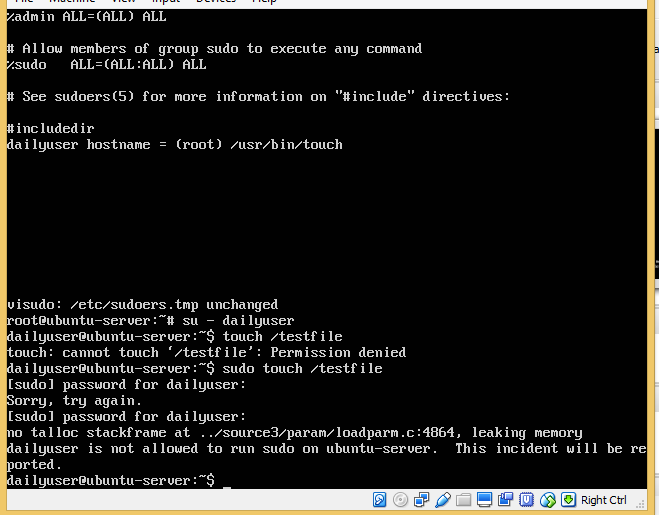 %admin ALL=(ALL) ALL
# Allow members of group sudo to execute any command
%sudo   ALL=(ALL:ALL) ALL
# See sudoers(5) for more information on "#include" directives:
#includedir
dailyuser hostname = (root) /usr/bin/touch
visudo: /etc/sudoers.tmp unchanged
root@ubuntu-server:~# su - dailyuser
dailyuser@ubuntu-server:~$ touch /testfile
touch: cannot touch ‘/testfile’: Permission denied
dailyuser@ubuntu-server:~$ sudo touch /testfile
[sudo] password for dailyuser:
Sorry, try again.
[sudo] password for dailyuser:
no talloc stackframe at ../source3/param/loadparm.c:4864, leaking memory
dailyuser is not allowed to run sudo on ubuntu-server.  This incident will be re
ported.
dailyuser@ubuntu-server:~$ _
Right Ctrl